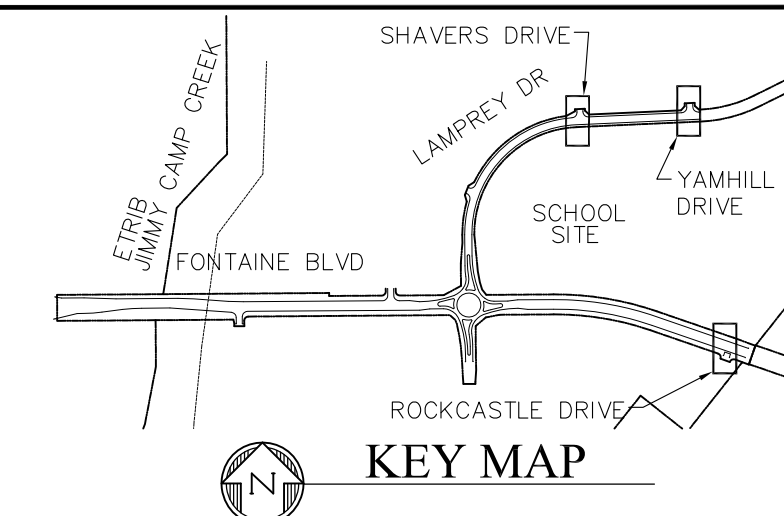 SHAVERS DRIVE
LAMPREY DR
ETRIB
JIMMY CAMP CREEK
YAMHILL
DRIVE
SCHOOL
SITE
FONTAINE BLVD
ROCKCASTLE DRIVE
N
KEY MAP